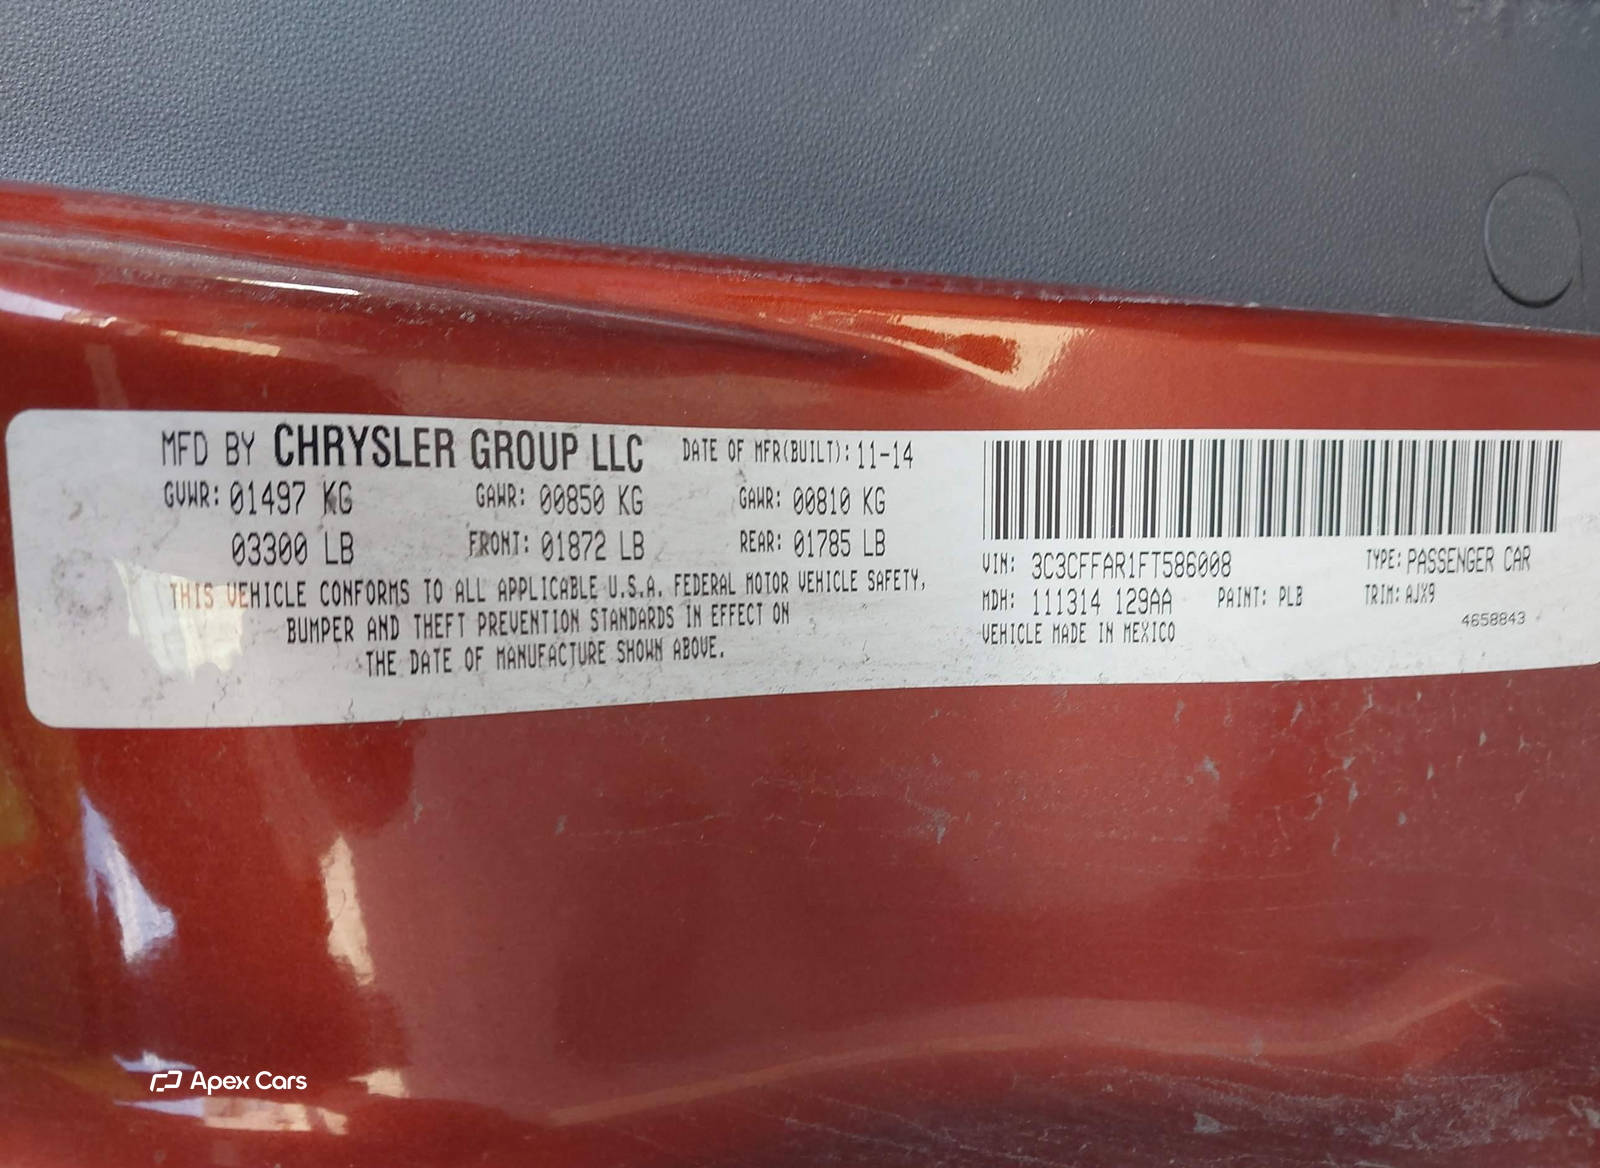 MFD BY CHRYSLER GROUP LLC DATE OF MFR(BUILT): 11-14
GVWR: 01497 KG GAWR: 00850 KG GAWR: 00810 KG
03300 LB FRONT: 01872 LB REAR: 01785 LB
THIS VEHICLE CONFORMS TO ALL APPLICABLE U.S.A. FEDERAL MOTOR VEHICLE SAFETY,
BUMPER AND THEFT PREVENTION STANDARDS IN EFFECT ON
THE DATE OF MANUFACTURE SHOWN ABOVE.
VIN: 3C3CFFAR1FT586008 TYPE: PASSENGER CAR
MDH: 111314 129AA PAINT: PLB TRIM: AJX9
VEHICLE MADE IN MEXICO 4658843
Apex Cars